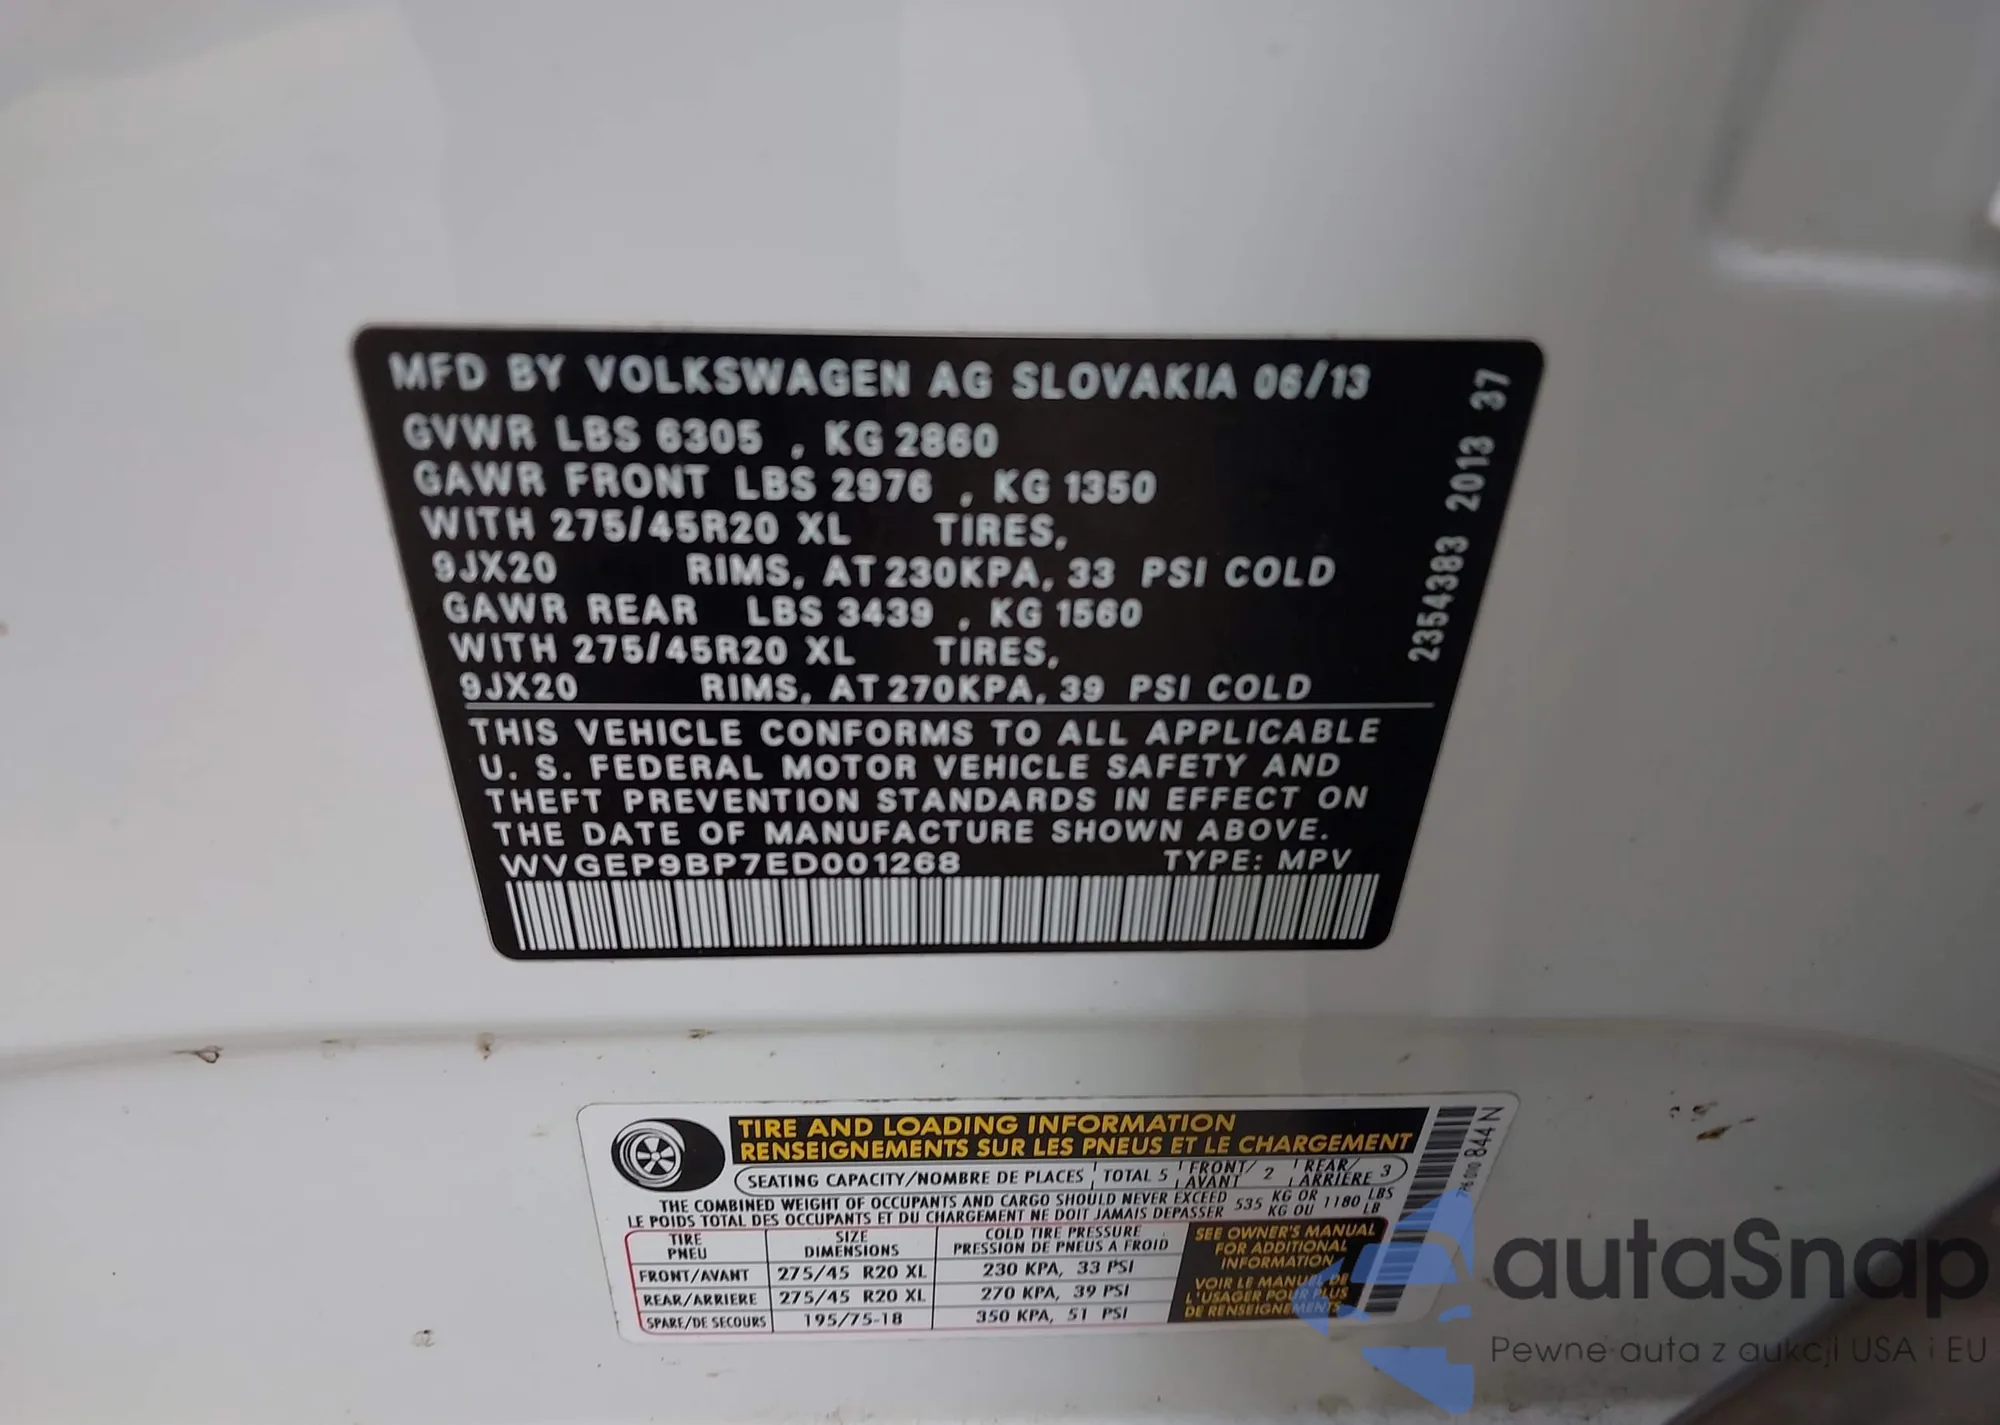 MFD BY VOLKSWAGEN AG SLOVAKIA 06/13
GVWR LBS 6305 , KG 2860
GAWR FRONT LBS 2976 , KG 1350
WITH 275/45R20 XL TIRES,
9JX20 RIMS, AT 230KPA, 33 PSI COLD
GAWR REAR LBS 3439 , KG 1560
WITH 275/45R20 XL TIRES,
9JX20 RIMS, AT 270KPA, 39 PSI COLD
THIS VEHICLE CONFORMS TO ALL APPLICABLE
U. S. FEDERAL MOTOR VEHICLE SAFETY AND
THEFT PREVENTION STANDARDS IN EFFECT ON
THE DATE OF MANUFACTURE SHOWN ABOVE.
WVGEP9BP7ED001268 TYPE: MPV
2354383 2013 37
TIRE AND LOADING INFORMATION
RENSEIGNEMENTS SUR LES PNEUS ET LE CHARGEMENT
SEATING CAPACITY/NOMBRE DE PLACES TOTAL 5 FRONT/AVANT 2 REAR/ARRIERE 3
THE COMBINED WEIGHT OF OCCUPANTS AND CARGO SHOULD NEVER EXCEED 535 KG OR 1180 LBS
LE POIDS TOTAL DES OCCUPANTS ET DU CHARGEMENT NE DOIT JAMAIS DEPASSER KG OU LB
TIRE SIZE COLD TIRE PRESSURE
PNEU DIMENSIONS PRESSION DE PNEUS A FROID
FRONT/AVANT 275/45 R20 XL 230 KPA, 33 PSI
REAR/ARRIERE 275/45 R20 XL 270 KPA, 39 PSI
SPARE/DE SECOURS 195/75-18 350 KPA, 51 PSI
SEE OWNER'S MANUAL
FOR ADDITIONAL
INFORMATION
VOIR LE MANUEL DE
L'USAGER POUR PLUS
DE RENSEIGNEMENTS
7P6 010 844 N
autaSnap
Pewne auta z aukcji USA i EU